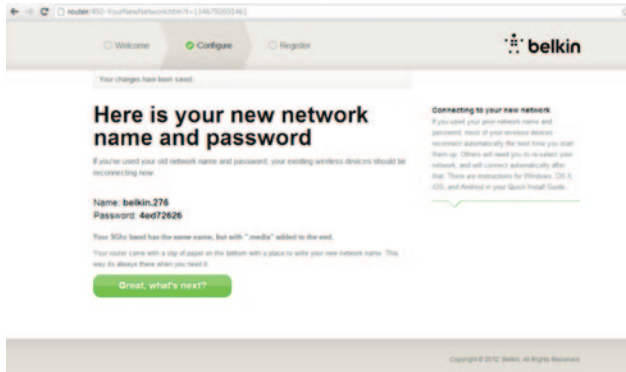 router/450-YourNewNetwork.htm?t=1346792691461
Welcome
Configure
Register
belkin
Your changes have been saved.
Here is your new network
name and password
If you've used your old network name and password, your existing wireless devices should be
reconnecting now.
Name: belkin.276
Password: 4ed72626
Your 5Ghz band has the same name, but with ".media" added to the end.
Your router came with a slip of paper on the bottom with a place to write your new network name. This
way its always there when you need it.
Great, what's next?
Connecting to your new network
If you used your prior network name and
password, most of your wireless devices
reconnect automatically the next time you start
them up. Others will need you to re-select your
network, and will connect automatically after
that. There are instructions for Windows, OS X,
iOS, and Android in your Quick Install Guide.
Copyright © 2012 Belkin, All Rights Reserved.